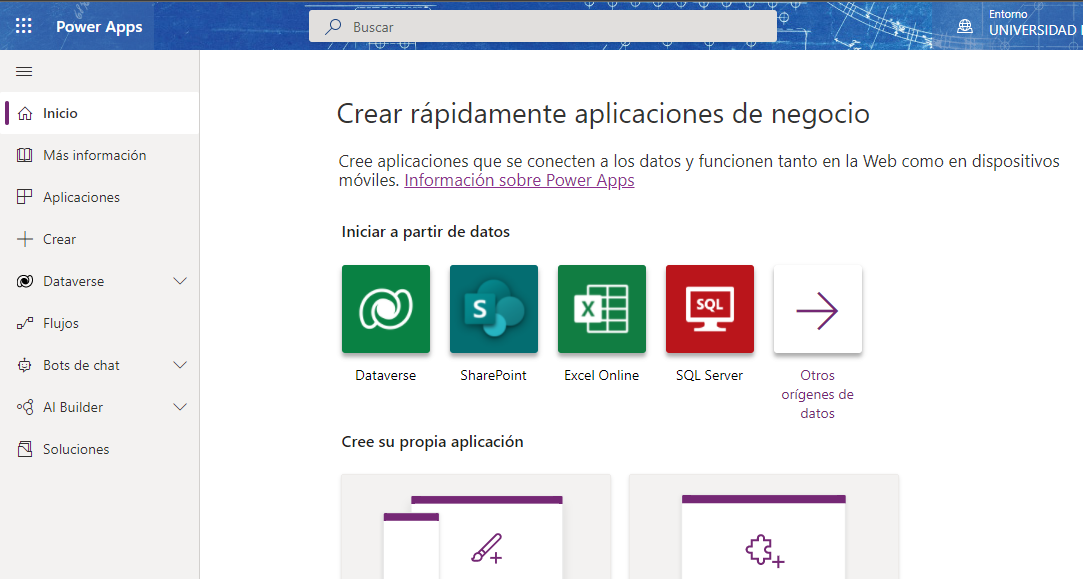 Power Apps
Buscar
Entorno
UNIVERSIDAD
Inicio
Más información
Aplicaciones
Crear
Dataverse
Flujos
Bots de chat
AI Builder
Soluciones
Crear rápidamente aplicaciones de negocio
Cree aplicaciones que se conecten a los datos y funcionen tanto en la Web como en dispositivos
móviles. Información sobre Power Apps
Iniciar a partir de datos
S
X
SQL
Dataverse
SharePoint
Excel Online
SQL Server
Otros
orígenes de
datos
Cree su propia aplicación